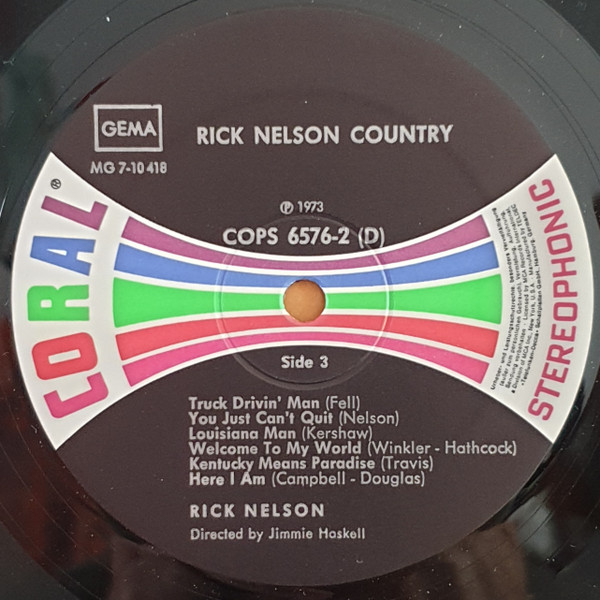 GEMA
MG 7-10 418
RICK NELSON COUNTRY
℗ 1973
COPS 6576-2 (D)
CORAL®
STEREOPHONIC
Side 3
Truck Drivin' Man (Fell)
You Just Can't Quit (Nelson)
Louisiana Man (Kershaw)
Welcome To My World (Winkler - Hathcock)
Kentucky Means Paradise (Travis)
Here I Am (Campbell - Douglas)
RICK NELSON
Directed by Jimmie Haskell